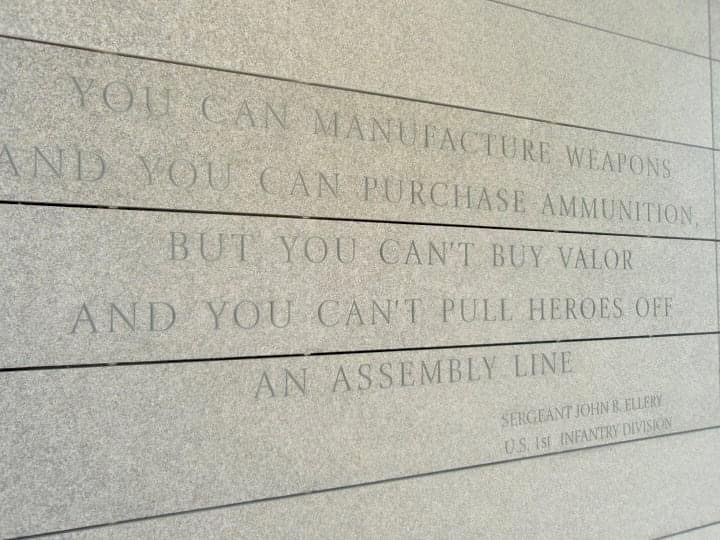 YOU CAN MANUFACTURE WEAPONS
AND YOU CAN PURCHASE AMMUNITION,
BUT YOU CAN'T BUY VALOR
AND YOU CAN'T PULL HEROES OFF
AN ASSEMBLY LINE
SERGEANT JOHN B. ELLERY
U.S. 1st INFANTRY DIVISION